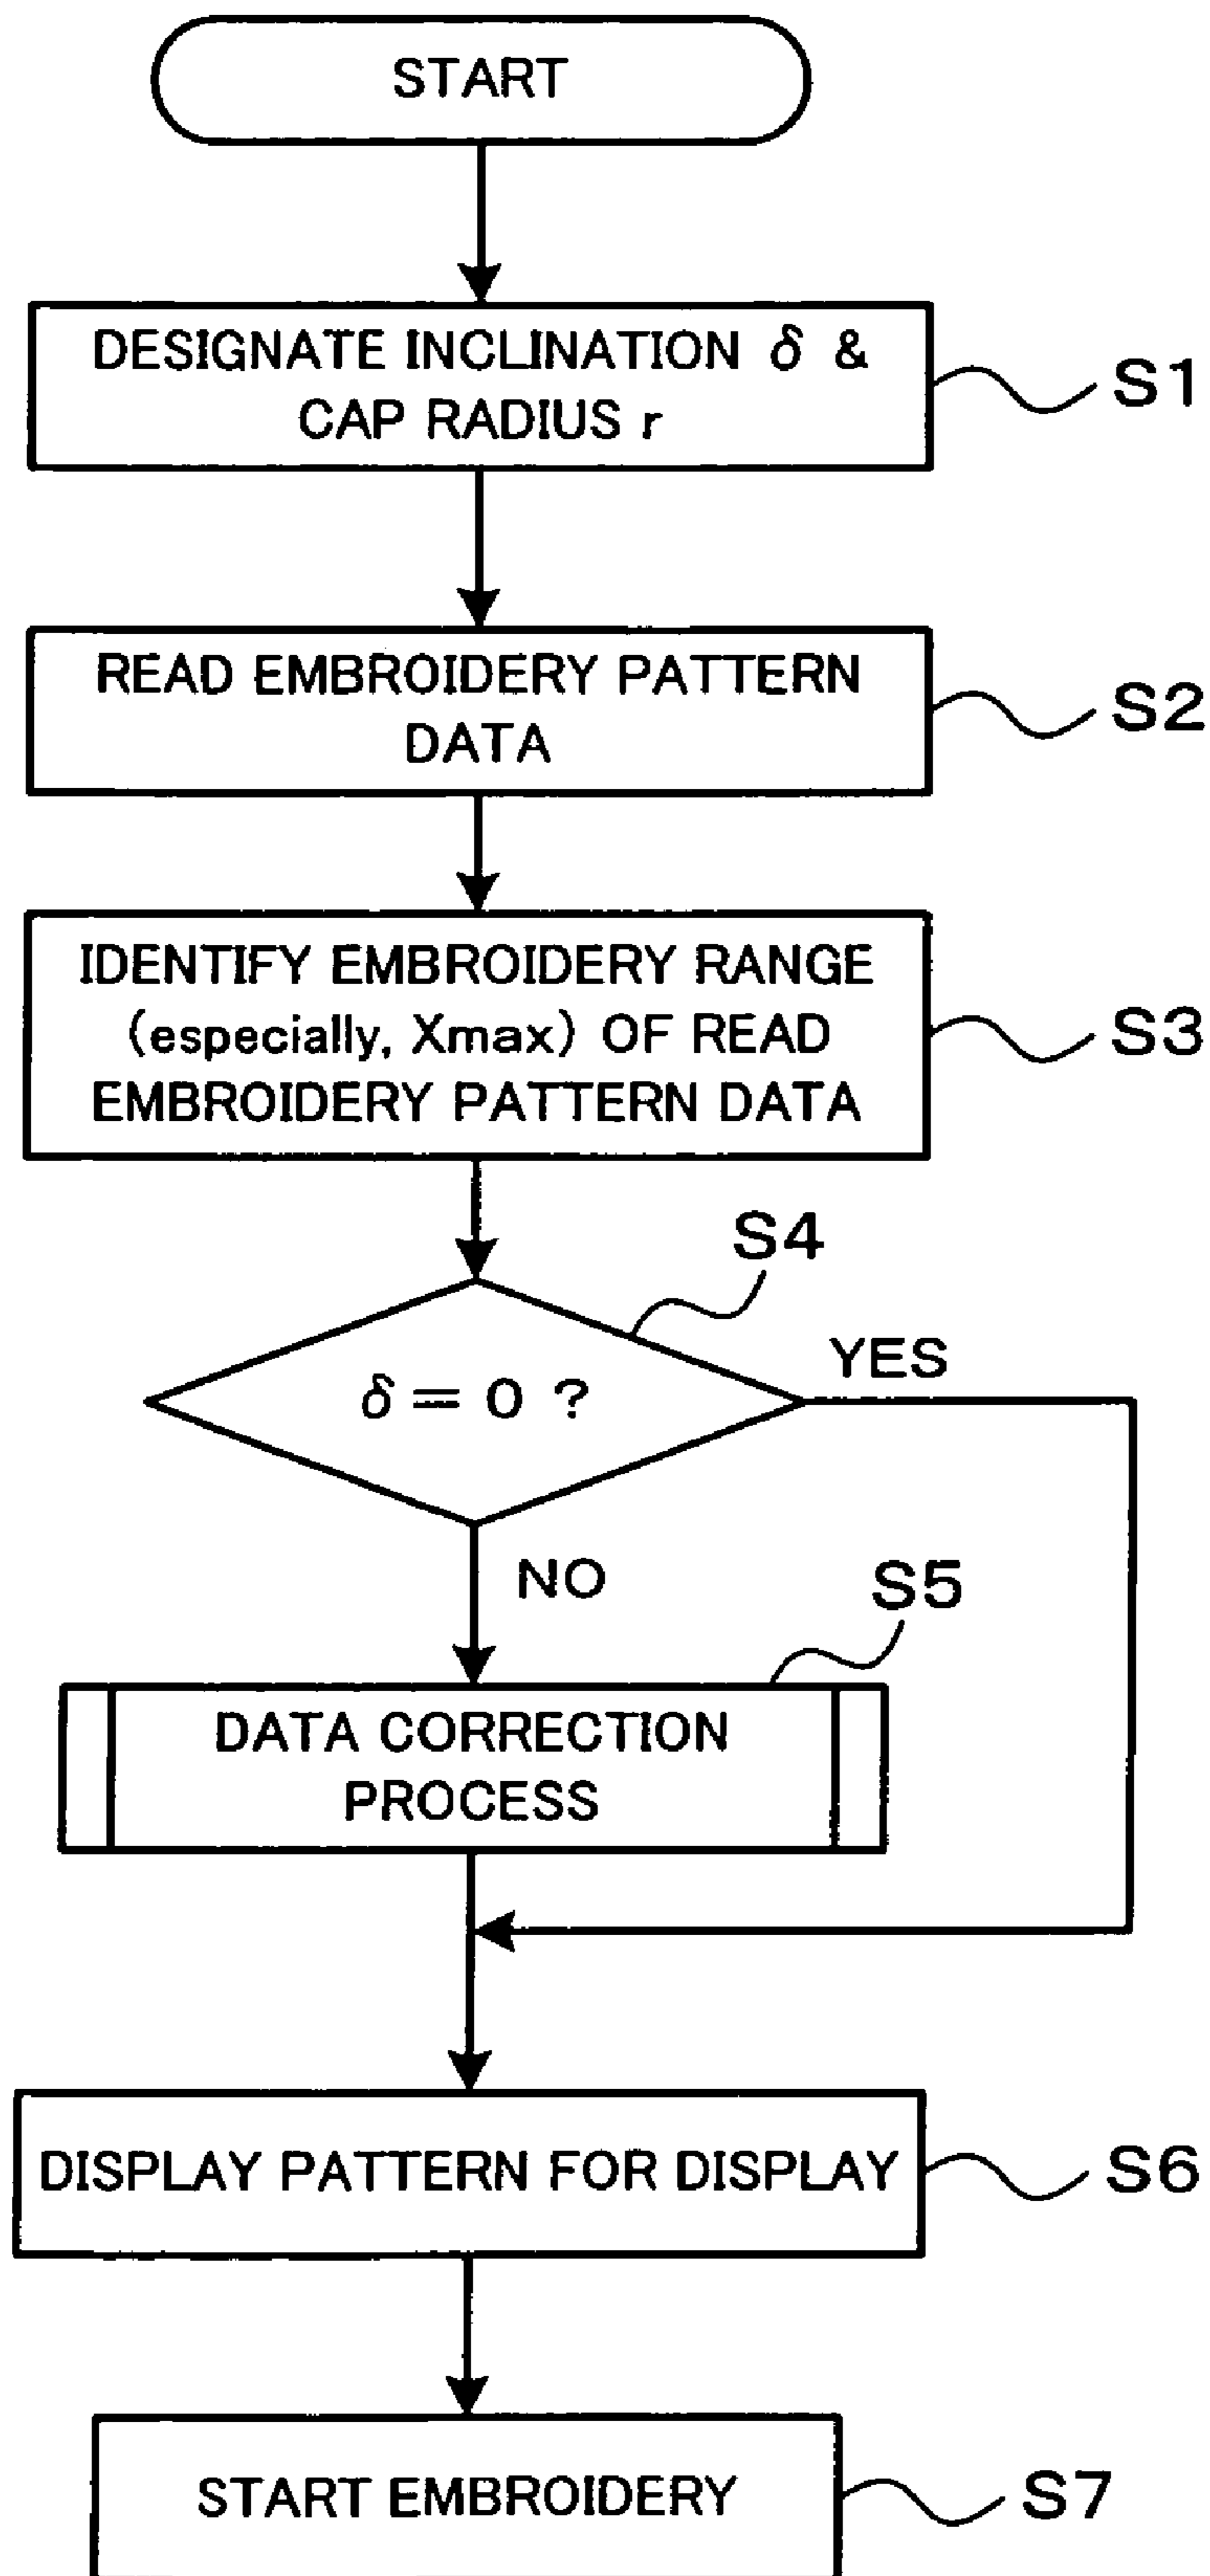 START
DESIGNATE INCLINATION δ &
CAP RADIUS r
S1
READ EMBROIDERY PATTERN
DATA
S2
IDENTIFY EMBROIDERY RANGE
(especially, Xmax) OF READ
EMBROIDERY PATTERN DATA
S3
S4
δ = 0 ?
YES
NO
S5
DATA CORRECTION
PROCESS
DISPLAY PATTERN FOR DISPLAY
S6
START EMBROIDERY
S7